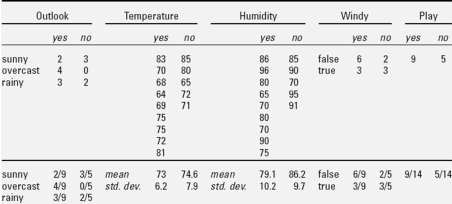 Outlook Temperature Humidity Windy Play
yes no yes no yes no yes no yes no
sunny 2 3 83 85 86 85 false 6 2 9 5
overcast 4 0 70 80 96 90 true 3 3
rainy 3 2 68 65 80 70
64 72 65 95
69 71 70 91
75 80
75 70
72 90
81 75
sunny 2/9 3/5 mean 73 74.6 mean 79.1 86.2 false 6/9 2/5 9/14 5/14
overcast 4/9 0/5 std. dev. 6.2 7.9 std. dev. 10.2 9.7 true 3/9 3/5
rainy 3/9 2/5